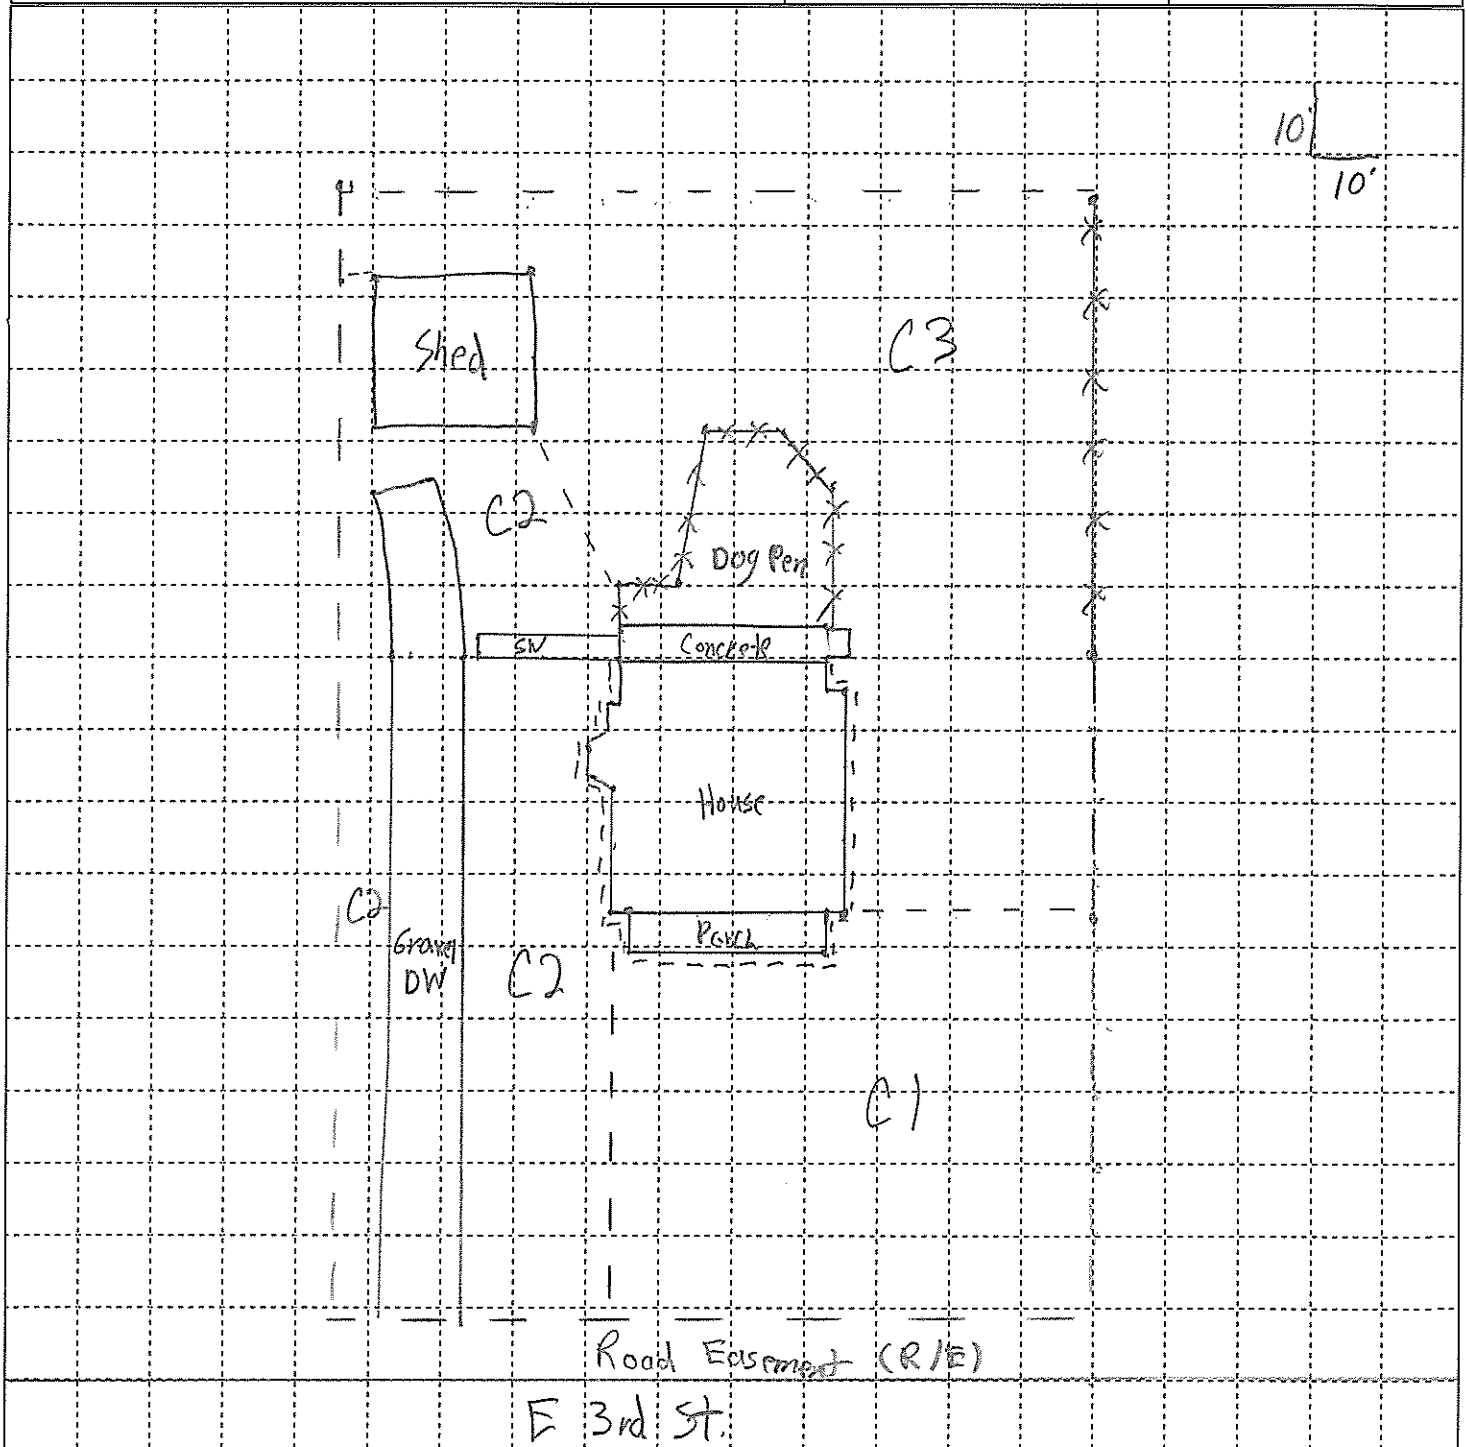 10'
10'
Shed
C3
C2
Dog Pen
SW
Concrete
House
C2
Porch
Gravel
DW
C2
C1
Road Easement (R/E)
E 3rd St.